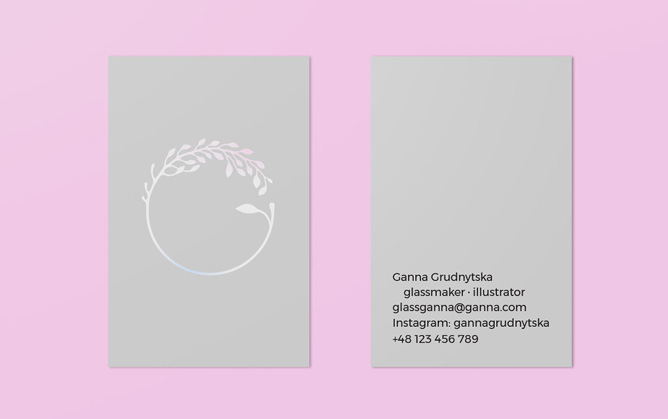 Ganna Grudnytska
glassmaker · illustrator
glassganna@ganna.com
Instagram: gannagrudnytska
+48 123 456 789